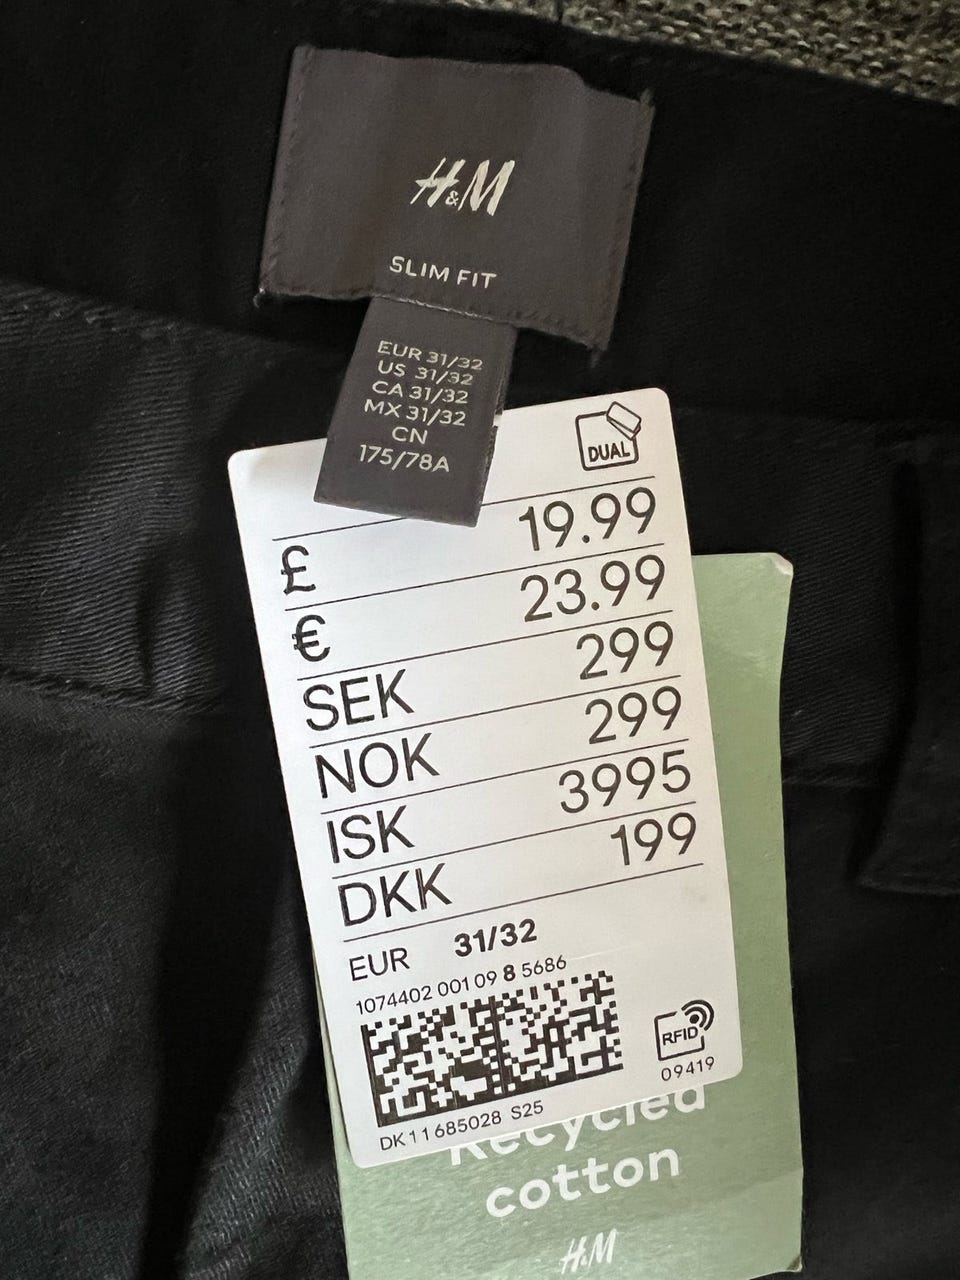 H&M
SLIM FIT
EUR 31/32
US 31/32
CA 31/32
MX 31/32
CN
175/78A
DUAL
£ 19.99
€ 23.99
SEK 299
NOK 299
ISK 3995
DKK 199
EUR 31/32
1074402 001 09 8 5686
RFID
09419
DK11685028 S25
Recycled
cotton
H&M